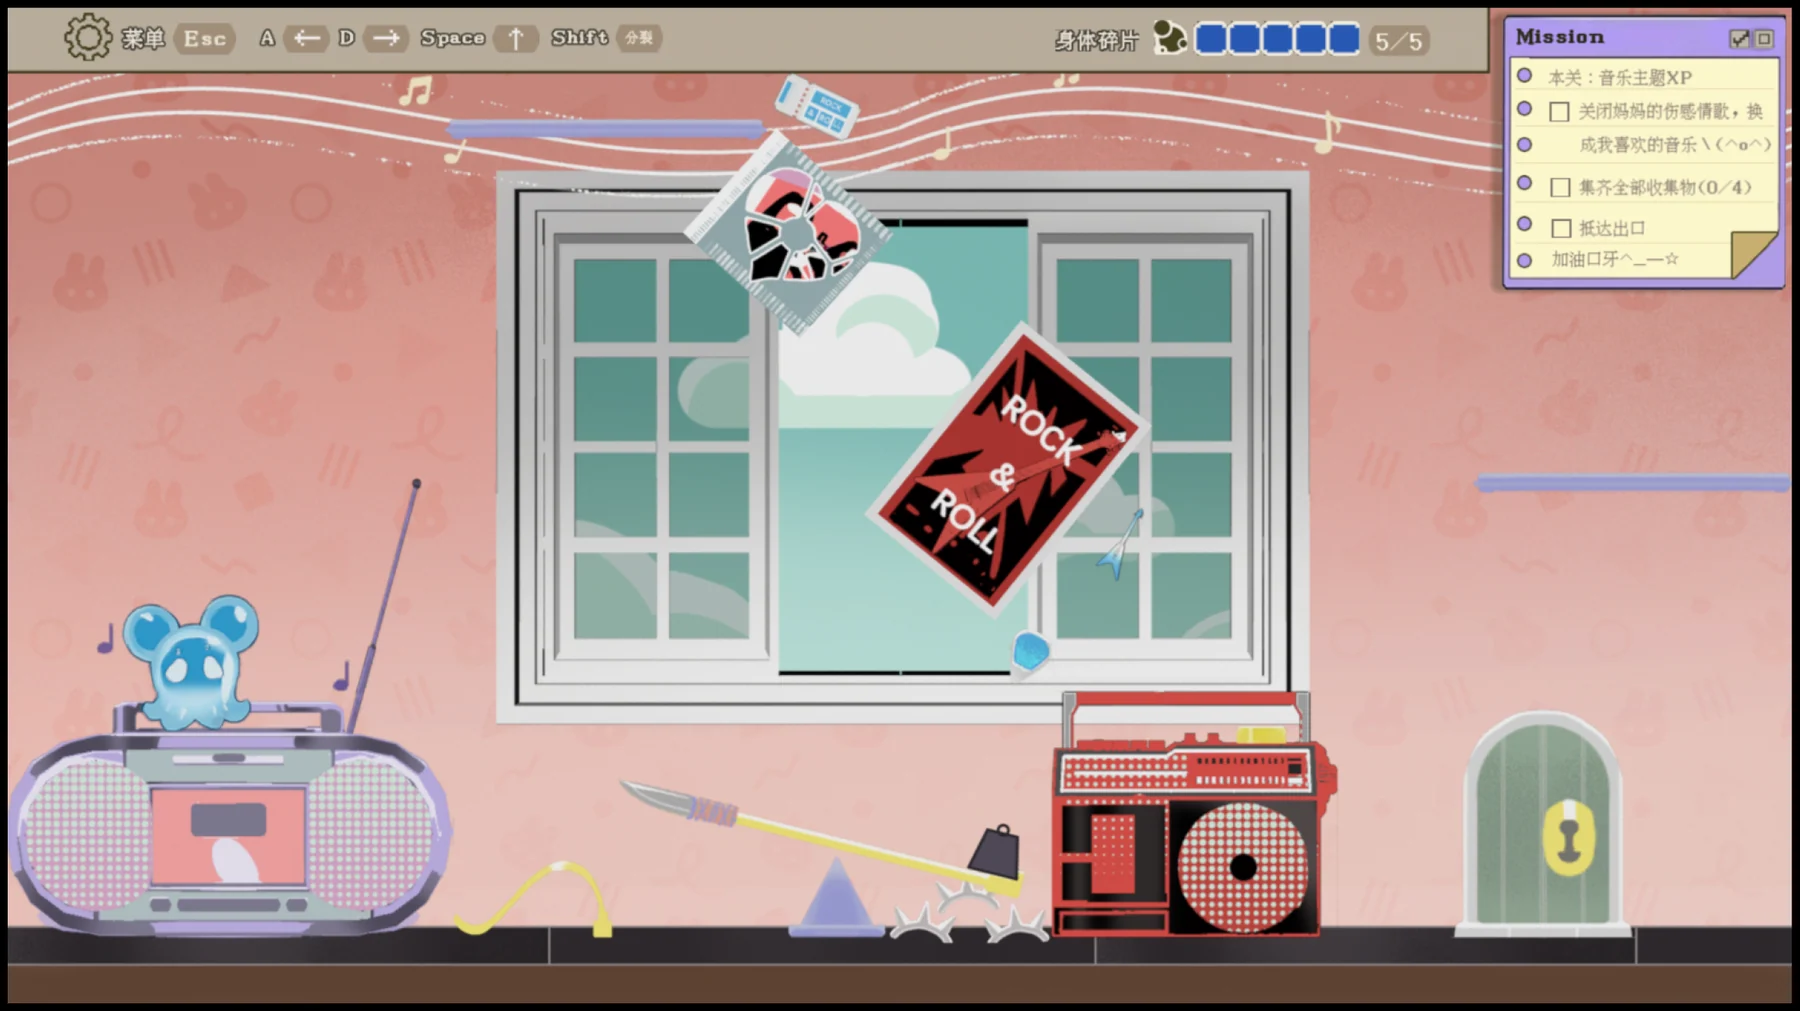 菜单 Esc A ← D → Space ↑ Shift 分裂
身体碎片 5/5
Mission
本关：音乐主题XP
关闭妈妈的伤感情歌，换
成我喜欢的音乐\(^o^)
集齐全部收集物(0/4)
抵达出口
加油口牙^_—☆
ROCK
& ROLL
ROCK
&
ROLL